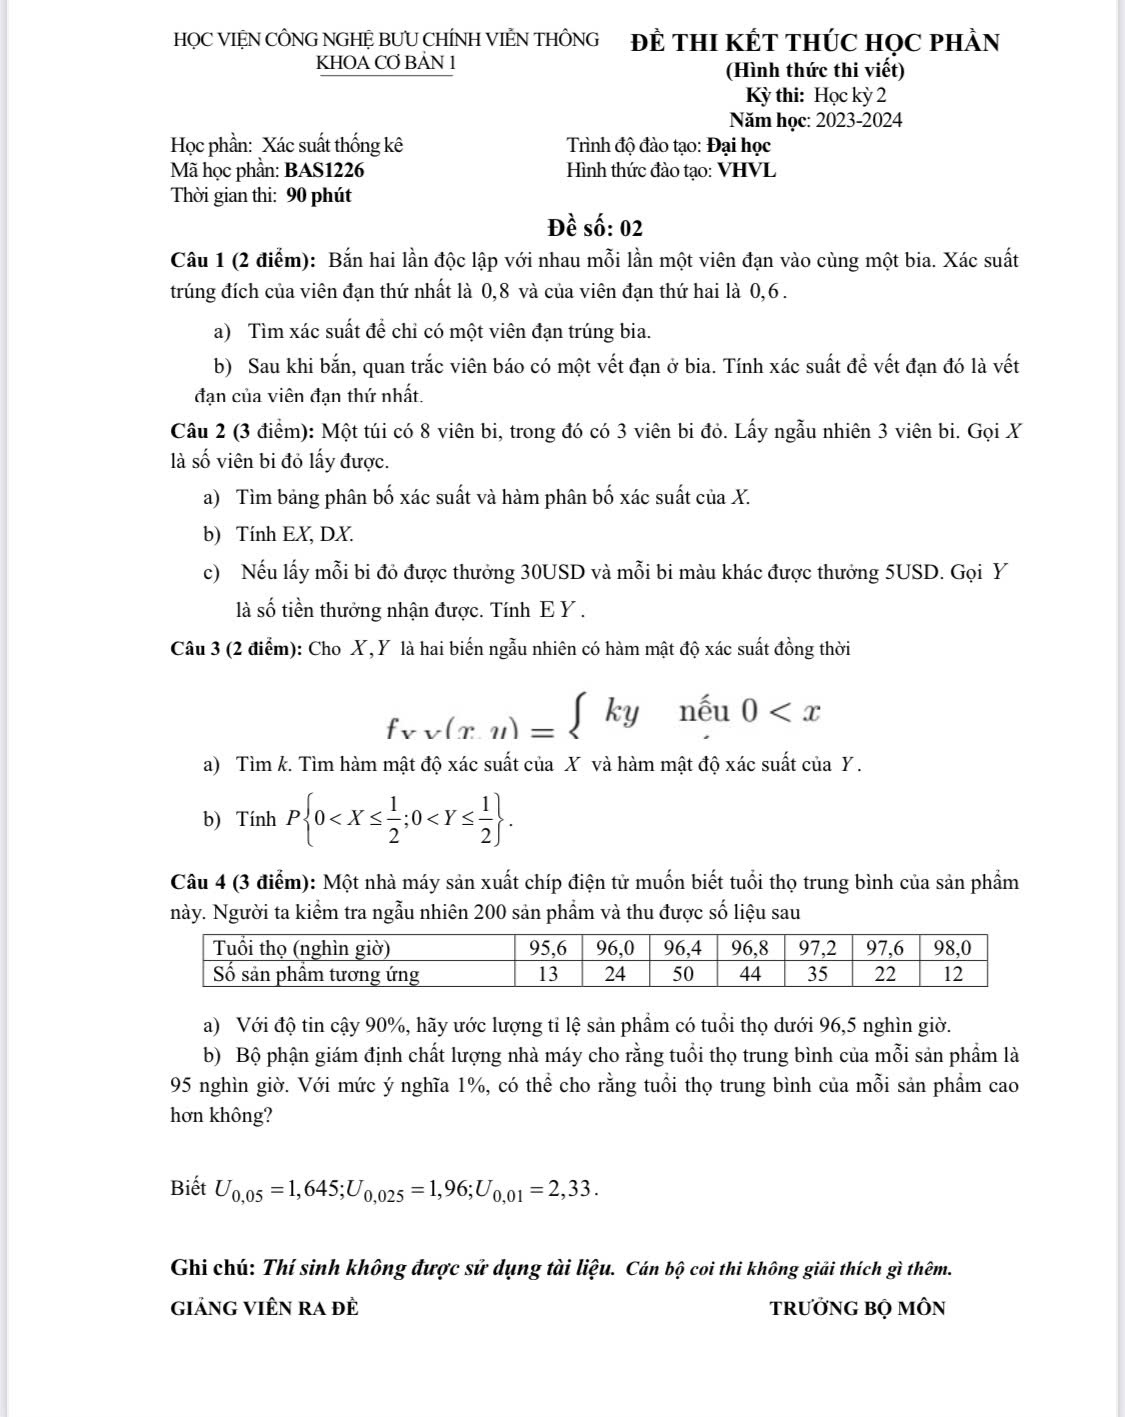 HỌC VIỆN CÔNG NGHỆ BƯU CHÍNH VIỄN THÔNG
KHOA CƠ BẢN 1
ĐỀ THI KẾT THÚC HỌC PHẦN
(Hình thức thi viết)
Kỳ thi: Học kỳ 2
Năm học: 2023-2024
Học phần: Xác suất thống kê
Trình độ đào tạo: Đại học
Mã học phần: BAS1226
Hình thức đào tạo: VHVL
Thời gian thi: 90 phút
Đề số: 02
Câu 1 (2 điểm): Bắn hai lần độc lập với nhau mỗi lần một viên đạn vào cùng một bia. Xác suất
trúng đích của viên đạn thứ nhất là 0,8 và của viên đạn thứ hai là 0,6.
a) Tìm xác suất để chỉ có một viên đạn trúng bia.
b) Sau khi bắn, quan trắc viên báo có một vết đạn ở bia. Tính xác suất để vết đạn đó là vết
đạn của viên đạn thứ nhất.
Câu 2 (3 điểm): Một túi có 8 viên bi, trong đó có 3 viên bi đỏ. Lấy ngẫu nhiên 3 viên bi. Gọi X
là số viên bi đỏ lấy được.
a) Tìm bảng phân bố xác suất và hàm phân bố xác suất của X.
b) Tính EX, DX.
c) Nếu lấy mỗi bi đỏ được thưởng 30USD và mỗi bi màu khác được thưởng 5USD. Gọi Y
là số tiền thưởng nhận được. Tính E Y .
Câu 3 (2 điểm): Cho X, Y là hai biến ngẫu nhiên có hàm mật độ xác suất đồng thời
f_{XY}(x, y) = { ky nếu 0 < x
a) Tìm k. Tìm hàm mật độ xác suất của X và hàm mật độ xác suất của Y .
b) Tính P{0 < X ≤ 1/2; 0 < Y ≤ 1/2}.
Câu 4 (3 điểm): Một nhà máy sản xuất chíp điện tử muốn biết tuổi thọ trung bình của sản phẩm
này. Người ta kiểm tra ngẫu nhiên 200 sản phẩm và thu được số liệu sau
Tuổi thọ (nghìn giờ) 95,6 96,0 96,4 96,8 97,2 97,6 98,0
Số sản phẩm tương ứng 13 24 50 44 35 22 12
a) Với độ tin cậy 90%, hãy ước lượng tỉ lệ sản phẩm có tuổi thọ dưới 96,5 nghìn giờ.
b) Bộ phận giám định chất lượng nhà máy cho rằng tuổi thọ trung bình của mỗi sản phẩm là
95 nghìn giờ. Với mức ý nghĩa 1%, có thể cho rằng tuổi thọ trung bình của mỗi sản phẩm cao
hơn không?
Biết U_{0,05} = 1,645; U_{0,025} = 1,96; U_{0,01} = 2,33.
Ghi chú: Thí sinh không được sử dụng tài liệu. Cán bộ coi thi không giải thích gì thêm.
GIẢNG VIÊN RA ĐỀ
TRƯỞNG BỘ MÔN